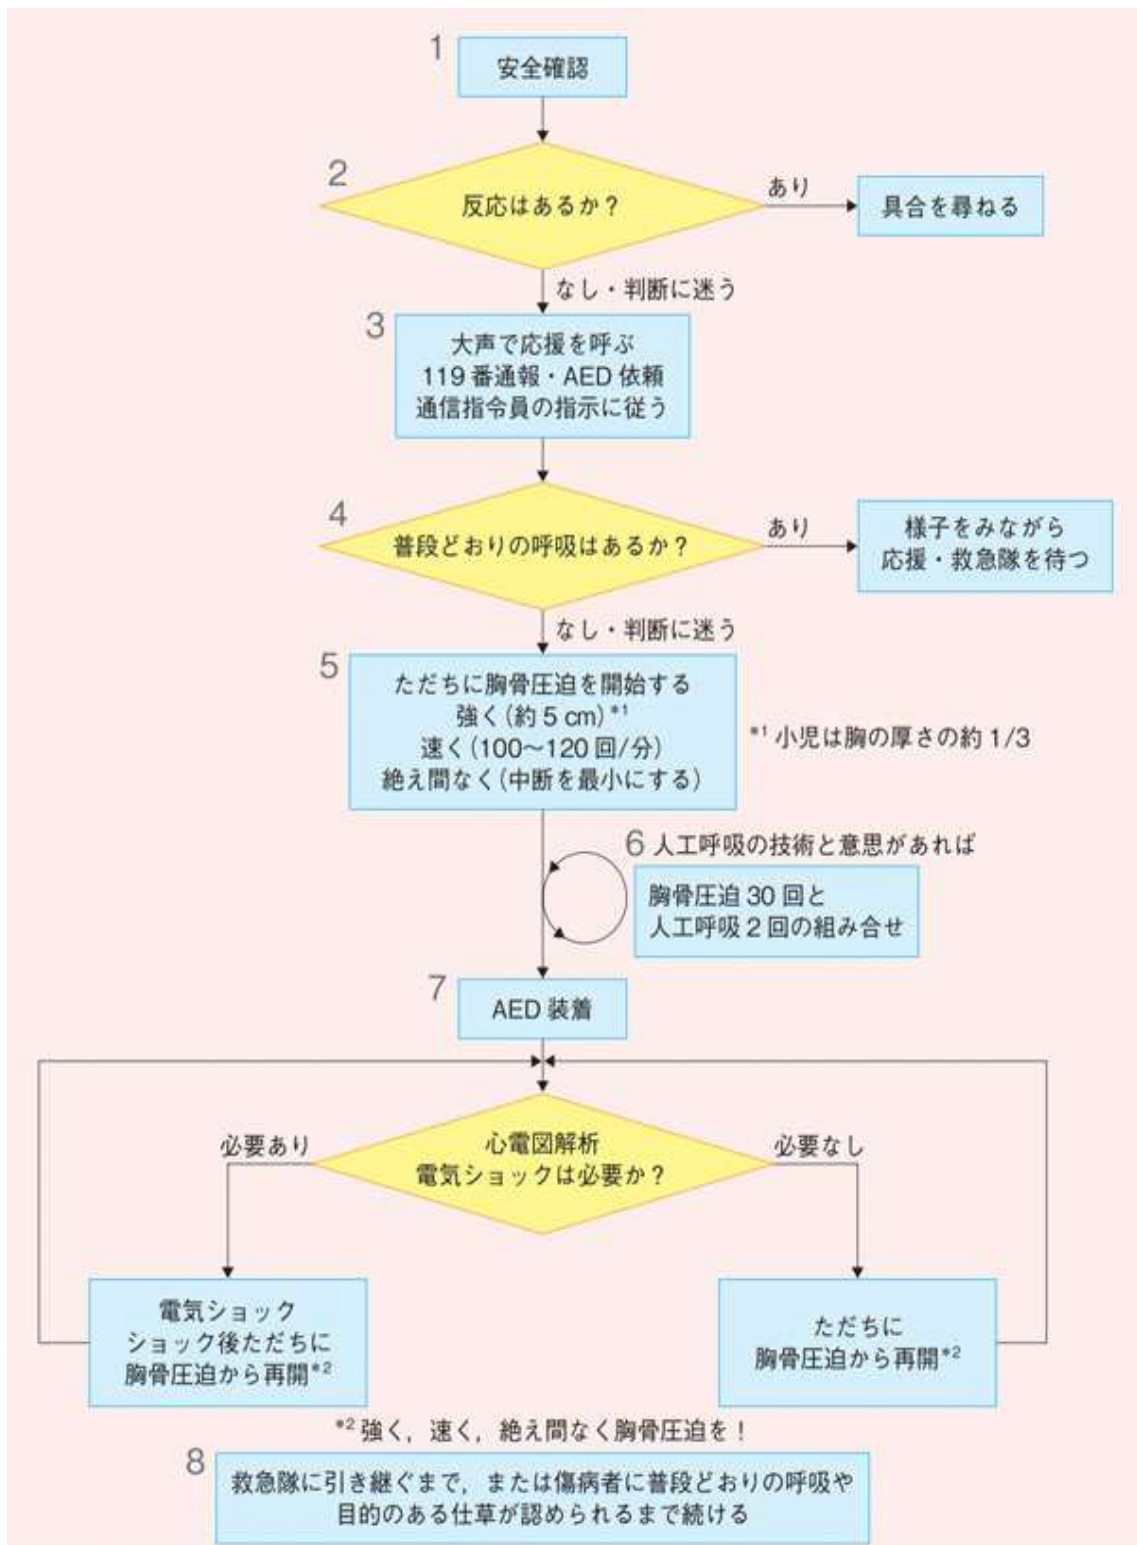 1
安全確認
2
反応はあるか？
あり
具合を尋ねる
なし・判断に迷う
3
大声で応援を呼ぶ
119番通報・AED依頼
通信指令員の指示に従う
4
普段どおりの呼吸はあるか？
あり
様子をみながら
応援・救急隊を待つ
なし・判断に迷う
5
ただちに胸骨圧迫を開始する
強く(約5 cm)*1
速く(100～120回/分)
絶え間なく(中断を最小にする)
*1 小児は胸の厚さの約1/3
6 人工呼吸の技術と意思があれば
胸骨圧迫30回と
人工呼吸2回の組み合せ
7
AED装着
心電図解析
電気ショックは必要か？
必要あり
必要なし
電気ショック
ショック後ただちに
胸骨圧迫から再開*2
ただちに
胸骨圧迫から再開*2
*2 強く，速く，絶え間なく胸骨圧迫を！
8
救急隊に引き継ぐまで，または傷病者に普段どおりの呼吸や
目的のある仕草が認められるまで続ける